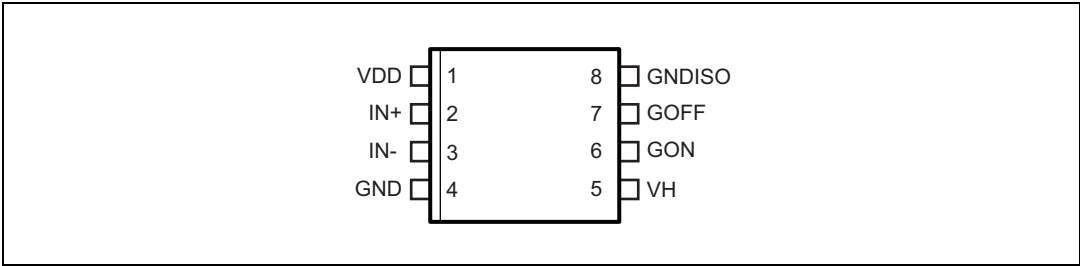 VDD 1 8 GNDISO
IN+ 2 7 GOFF
IN- 3 6 GON
GND 4 5 VH